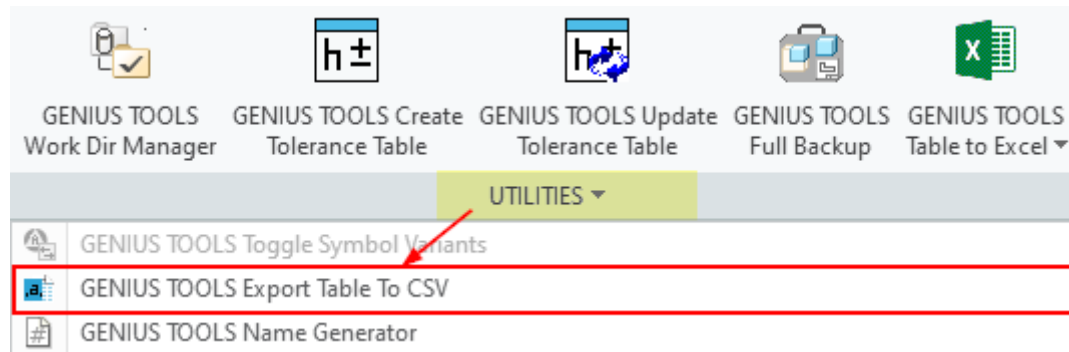 GENIUS TOOLS
Work Dir Manager
GENIUS TOOLS Create
Tolerance Table
GENIUS TOOLS Update
Tolerance Table
GENIUS TOOLS
Full Backup
GENIUS TOOLS
Table to Excel
UTILITIES
GENIUS TOOLS Toggle Symbol Variants
GENIUS TOOLS Export Table To CSV
GENIUS TOOLS Name Generator